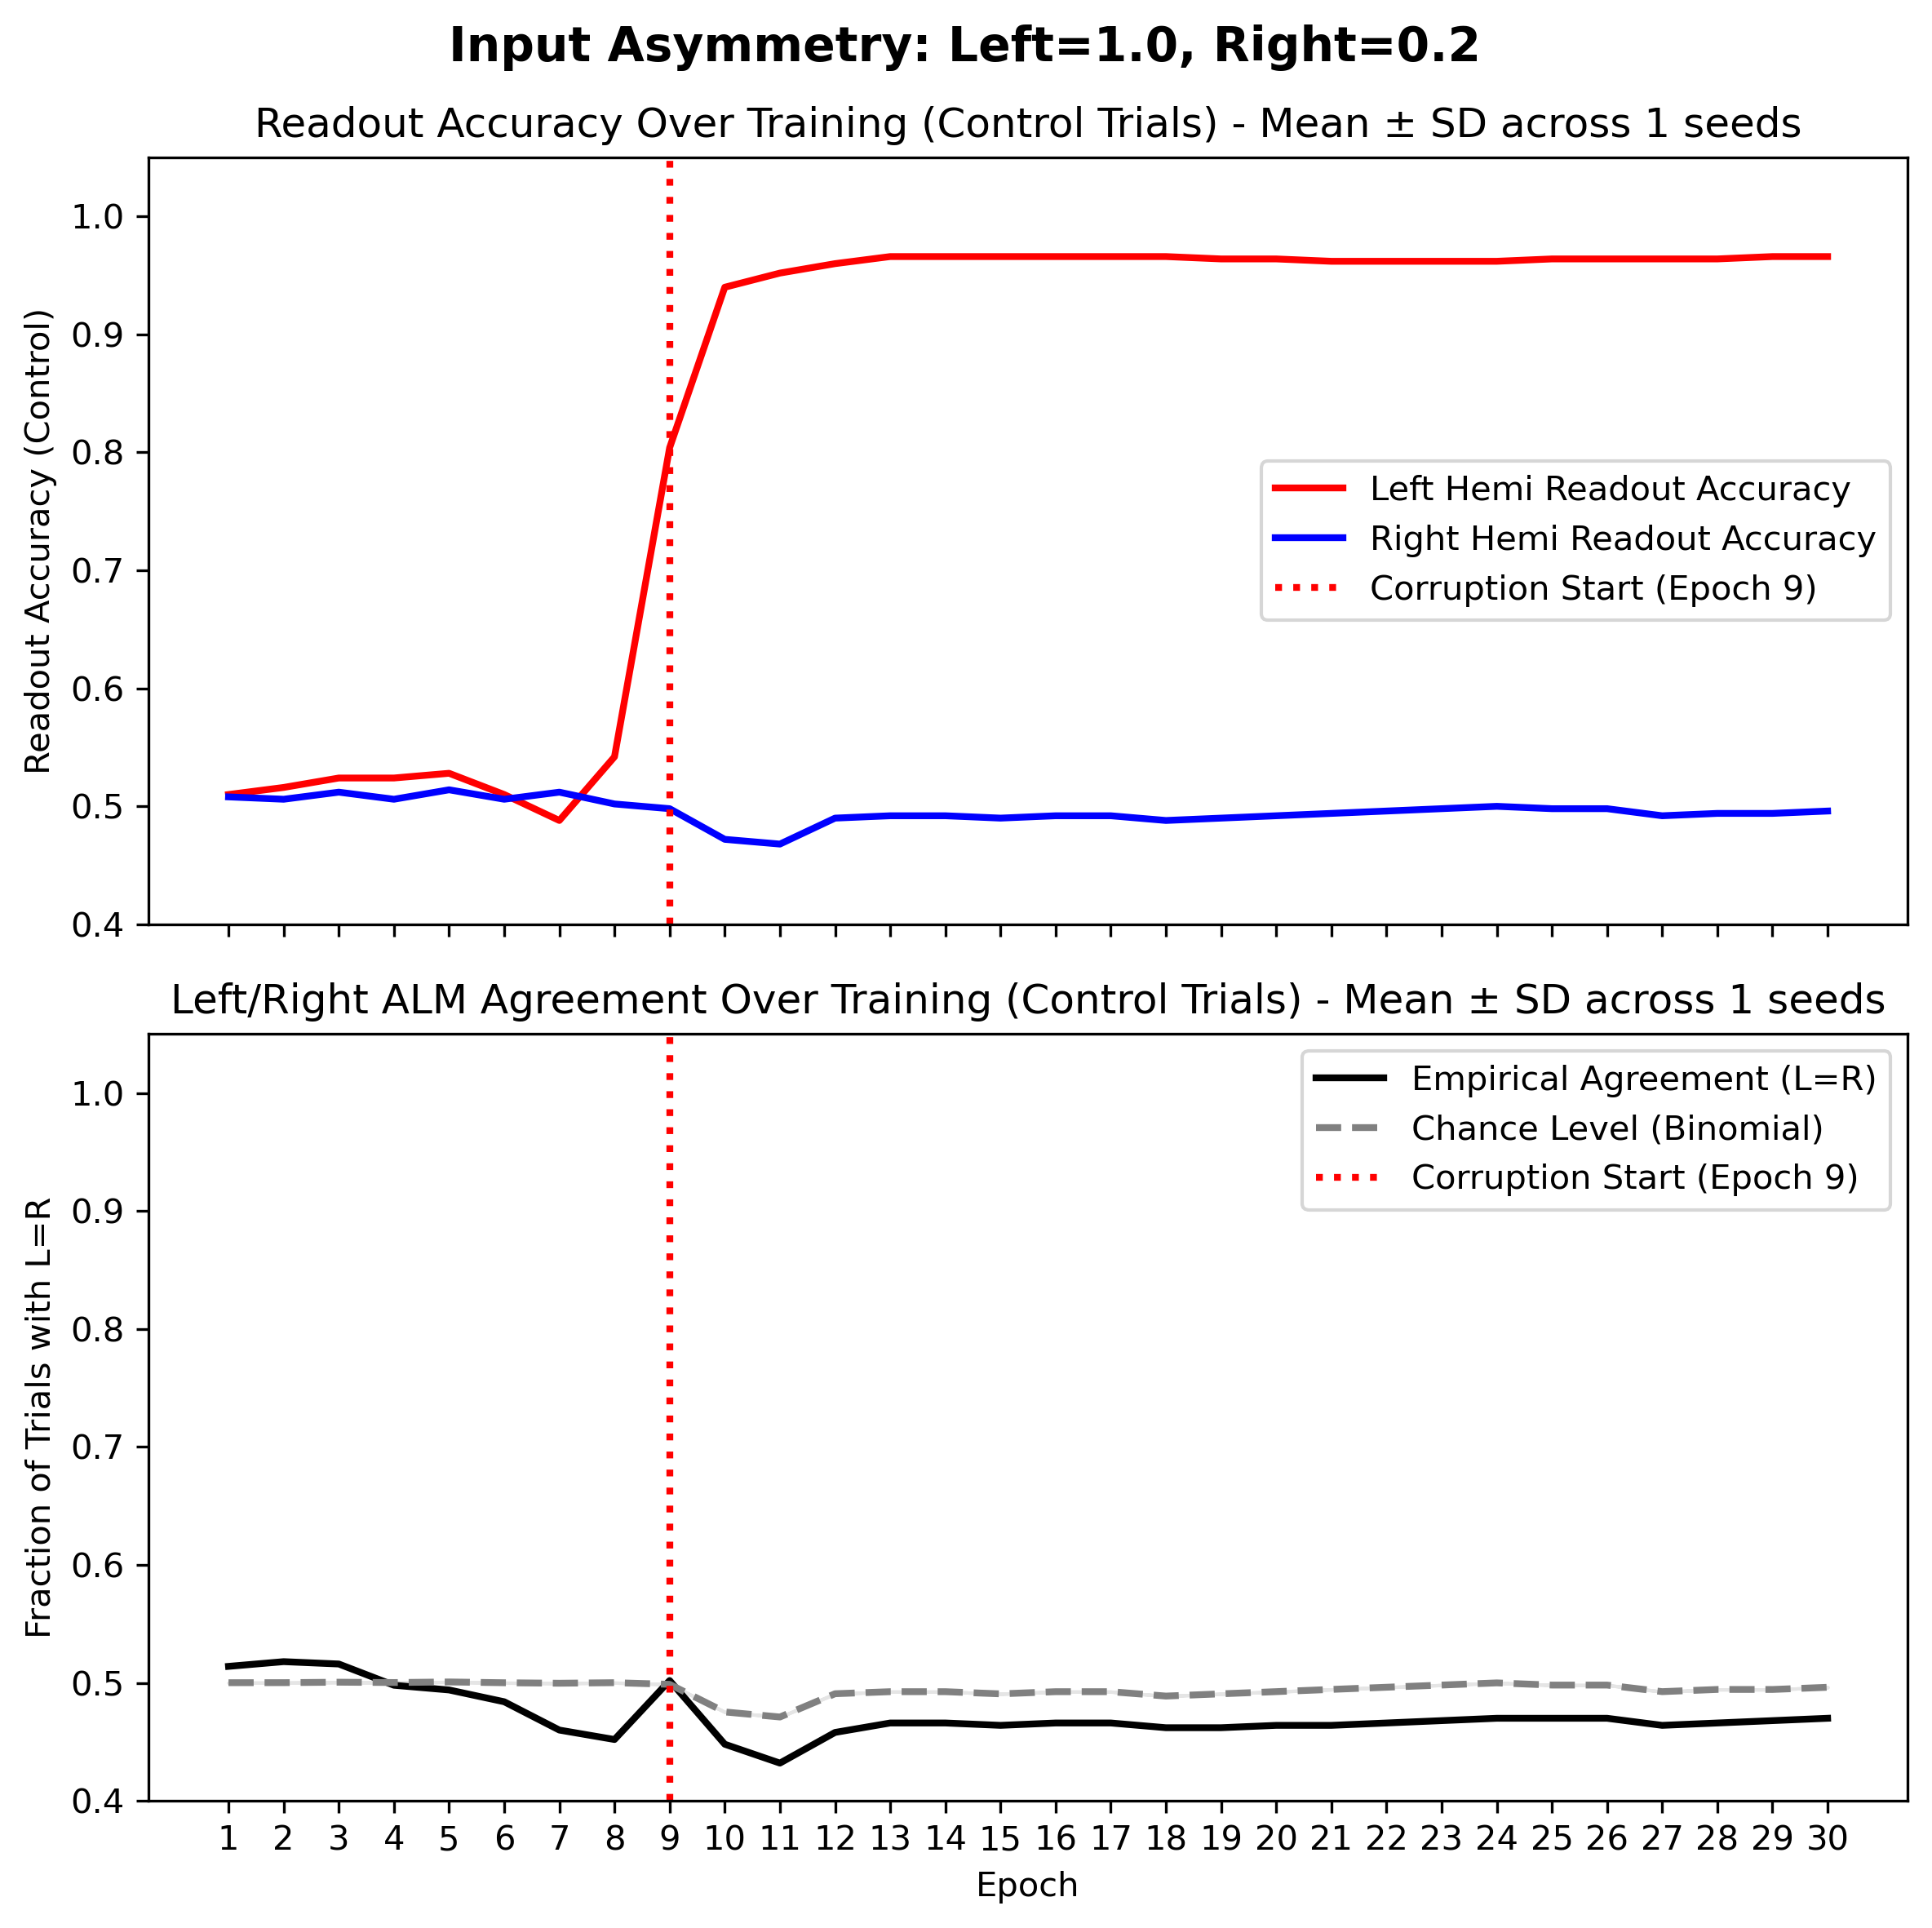 Input Asymmetry: Left=1.0, Right=0.2
Readout Accuracy Over Training (Control Trials) - Mean ± SD across 1 seeds
Readout Accuracy (Control)
1.0
0.9
0.8
0.7
0.6
0.5
0.4
Left Hemi Readout Accuracy
Right Hemi Readout Accuracy
Corruption Start (Epoch 9)
Left/Right ALM Agreement Over Training (Control Trials) - Mean ± SD across 1 seeds
Fraction of Trials with L=R
1.0
0.9
0.8
0.7
0.6
0.5
0.4
Empirical Agreement (L=R)
Chance Level (Binomial)
Corruption Start (Epoch 9)
1 2 3 4 5 6 7 8 9 10 11 12 13 14 15 16 17 18 19 20 21 22 23 24 25 26 27 28 29 30
Epoch